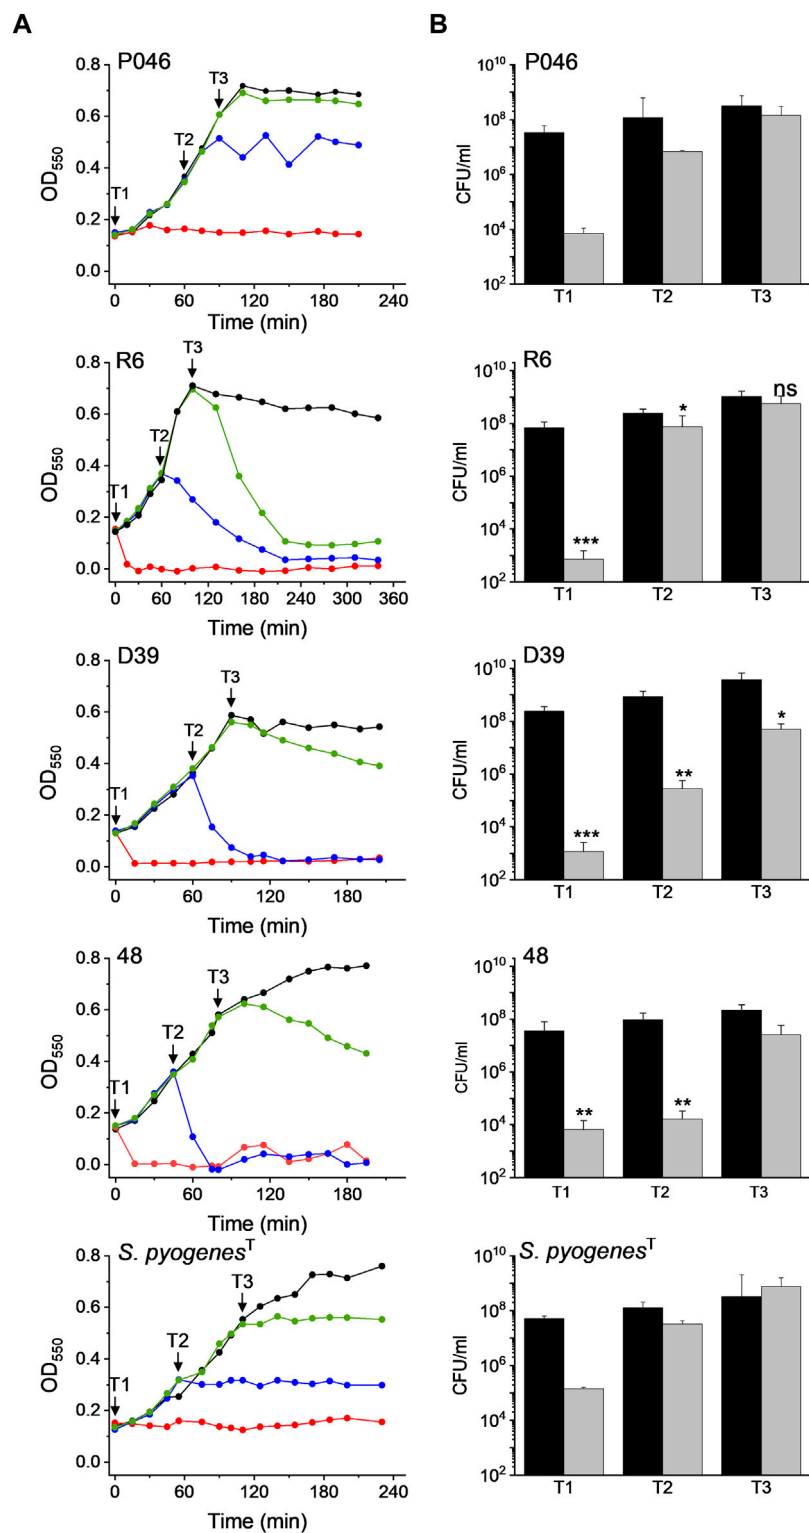 A
B
P046
0.8
0.6
0.4
0.2
0.0
OD550
T1
T2
T3
0 60 120 180 240
Time (min)
P046
10^10
10^8
10^6
10^4
10^2
CFU/ml
T1 T2 T3
R6
0.8
0.6
0.4
0.2
0.0
OD550
T1
T2
T3
0 60 120 180 240 300 360
Time (min)
R6
10^10
10^8
10^6
10^4
10^2
CFU/ml
***
*
ns
T1 T2 T3
D39
0.8
0.6
0.4
0.2
0.0
OD550
T1
T2
T3
0 60 120 180
Time (min)
D39
10^10
10^8
10^6
10^4
10^2
CFU/ml
***
**
*
T1 T2 T3
48
0.8
0.6
0.4
0.2
0.0
OD550
T1
T2
T3
0 60 120 180
Time (min)
48
10^10
10^8
10^6
10^4
10^2
CFU/ml
**
**
T1 T2 T3
S. pyogenes^T
0.8
0.6
0.4
0.2
0.0
OD550
T1
T2
T3
0 60 120 180 240
Time (min)
S. pyogenes^T
10^10
10^8
10^6
10^4
10^2
CFU/ml
T1 T2 T3